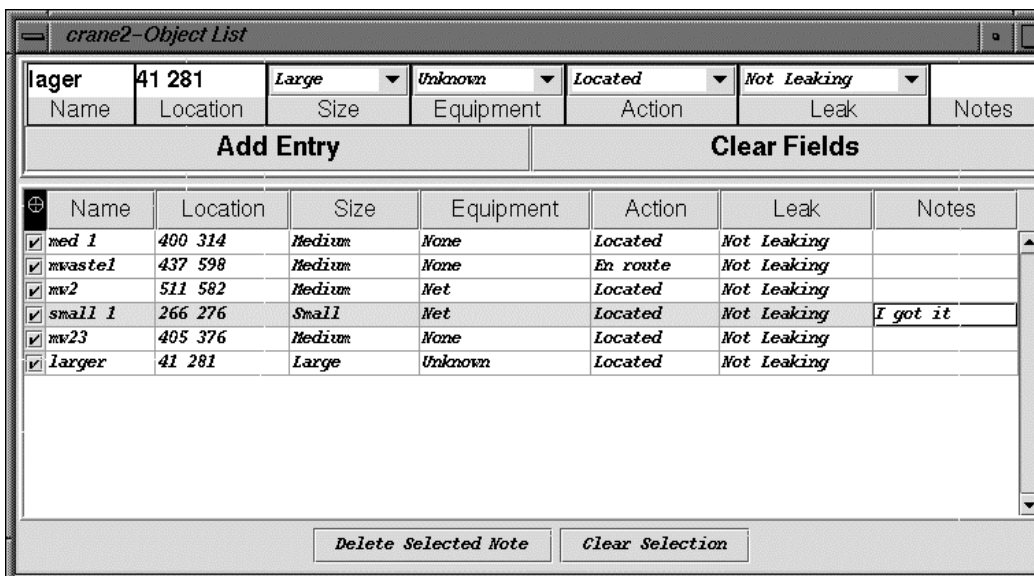 crane2-Object List
lager 41 281 Large Unknown Located Not Leaking
Name Location Size Equipment Action Leak Notes
Add Entry Clear Fields
Name Location Size Equipment Action Leak Notes
med 1 400 314 Medium None Located Not Leaking
mwaste1 437 598 Medium None En route Not Leaking
mw2 511 582 Medium Net Located Not Leaking
small 1 266 276 Small Net Located Not Leaking I got it
mw23 405 376 Medium None Located Not Leaking
larger 41 281 Large Unknown Located Not Leaking
Delete Selected Note Clear Selection